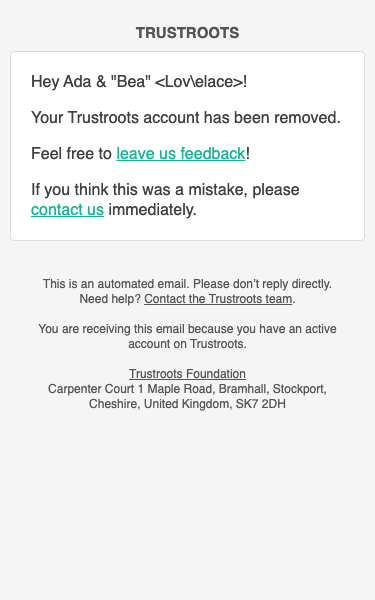 TRUSTROOTS
Hey Ada & "Bea" <Lov\elace>!
Your Trustroots account has been removed.
Feel free to leave us feedback!
If you think this was a mistake, please
contact us immediately.
This is an automated email. Please don’t reply directly.
Need help? Contact the Trustroots team.
You are receiving this email because you have an active
account on Trustroots.
Trustroots Foundation
Carpenter Court 1 Maple Road, Bramhall, Stockport,
Cheshire, United Kingdom, SK7 2DH